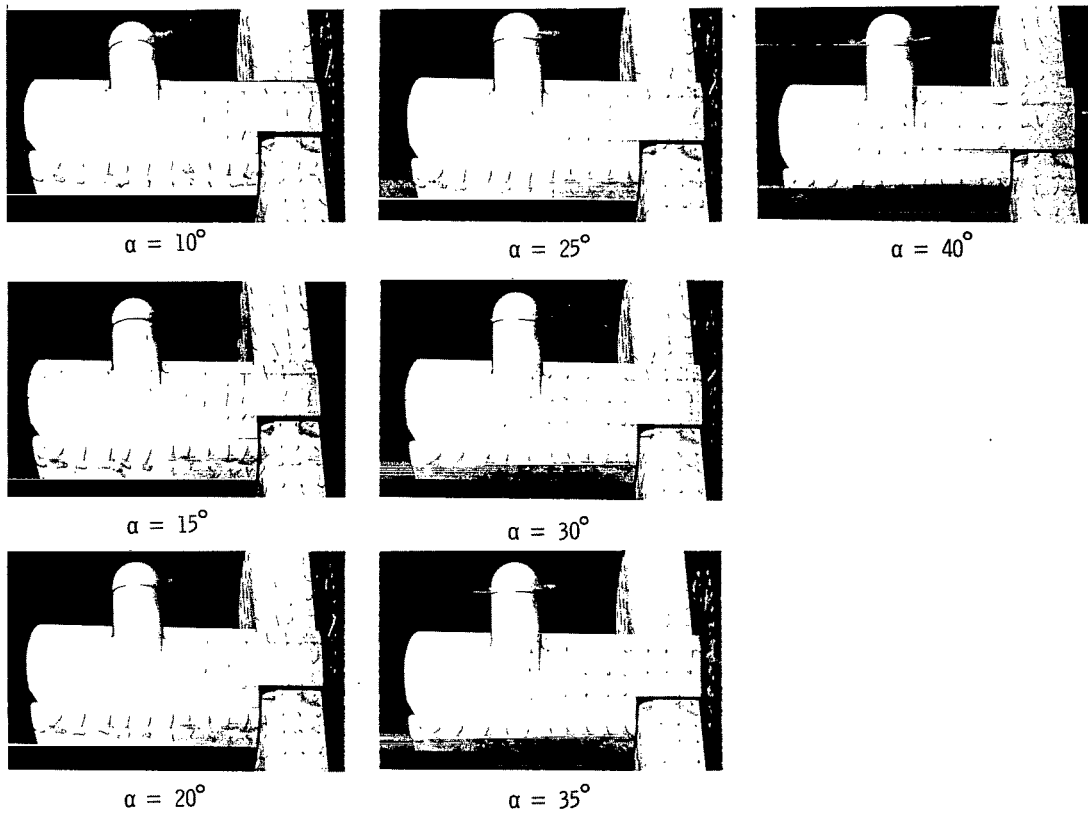 α = 10°
α = 25°
α = 40°
α = 15°
α = 30°
α = 20°
α = 35°